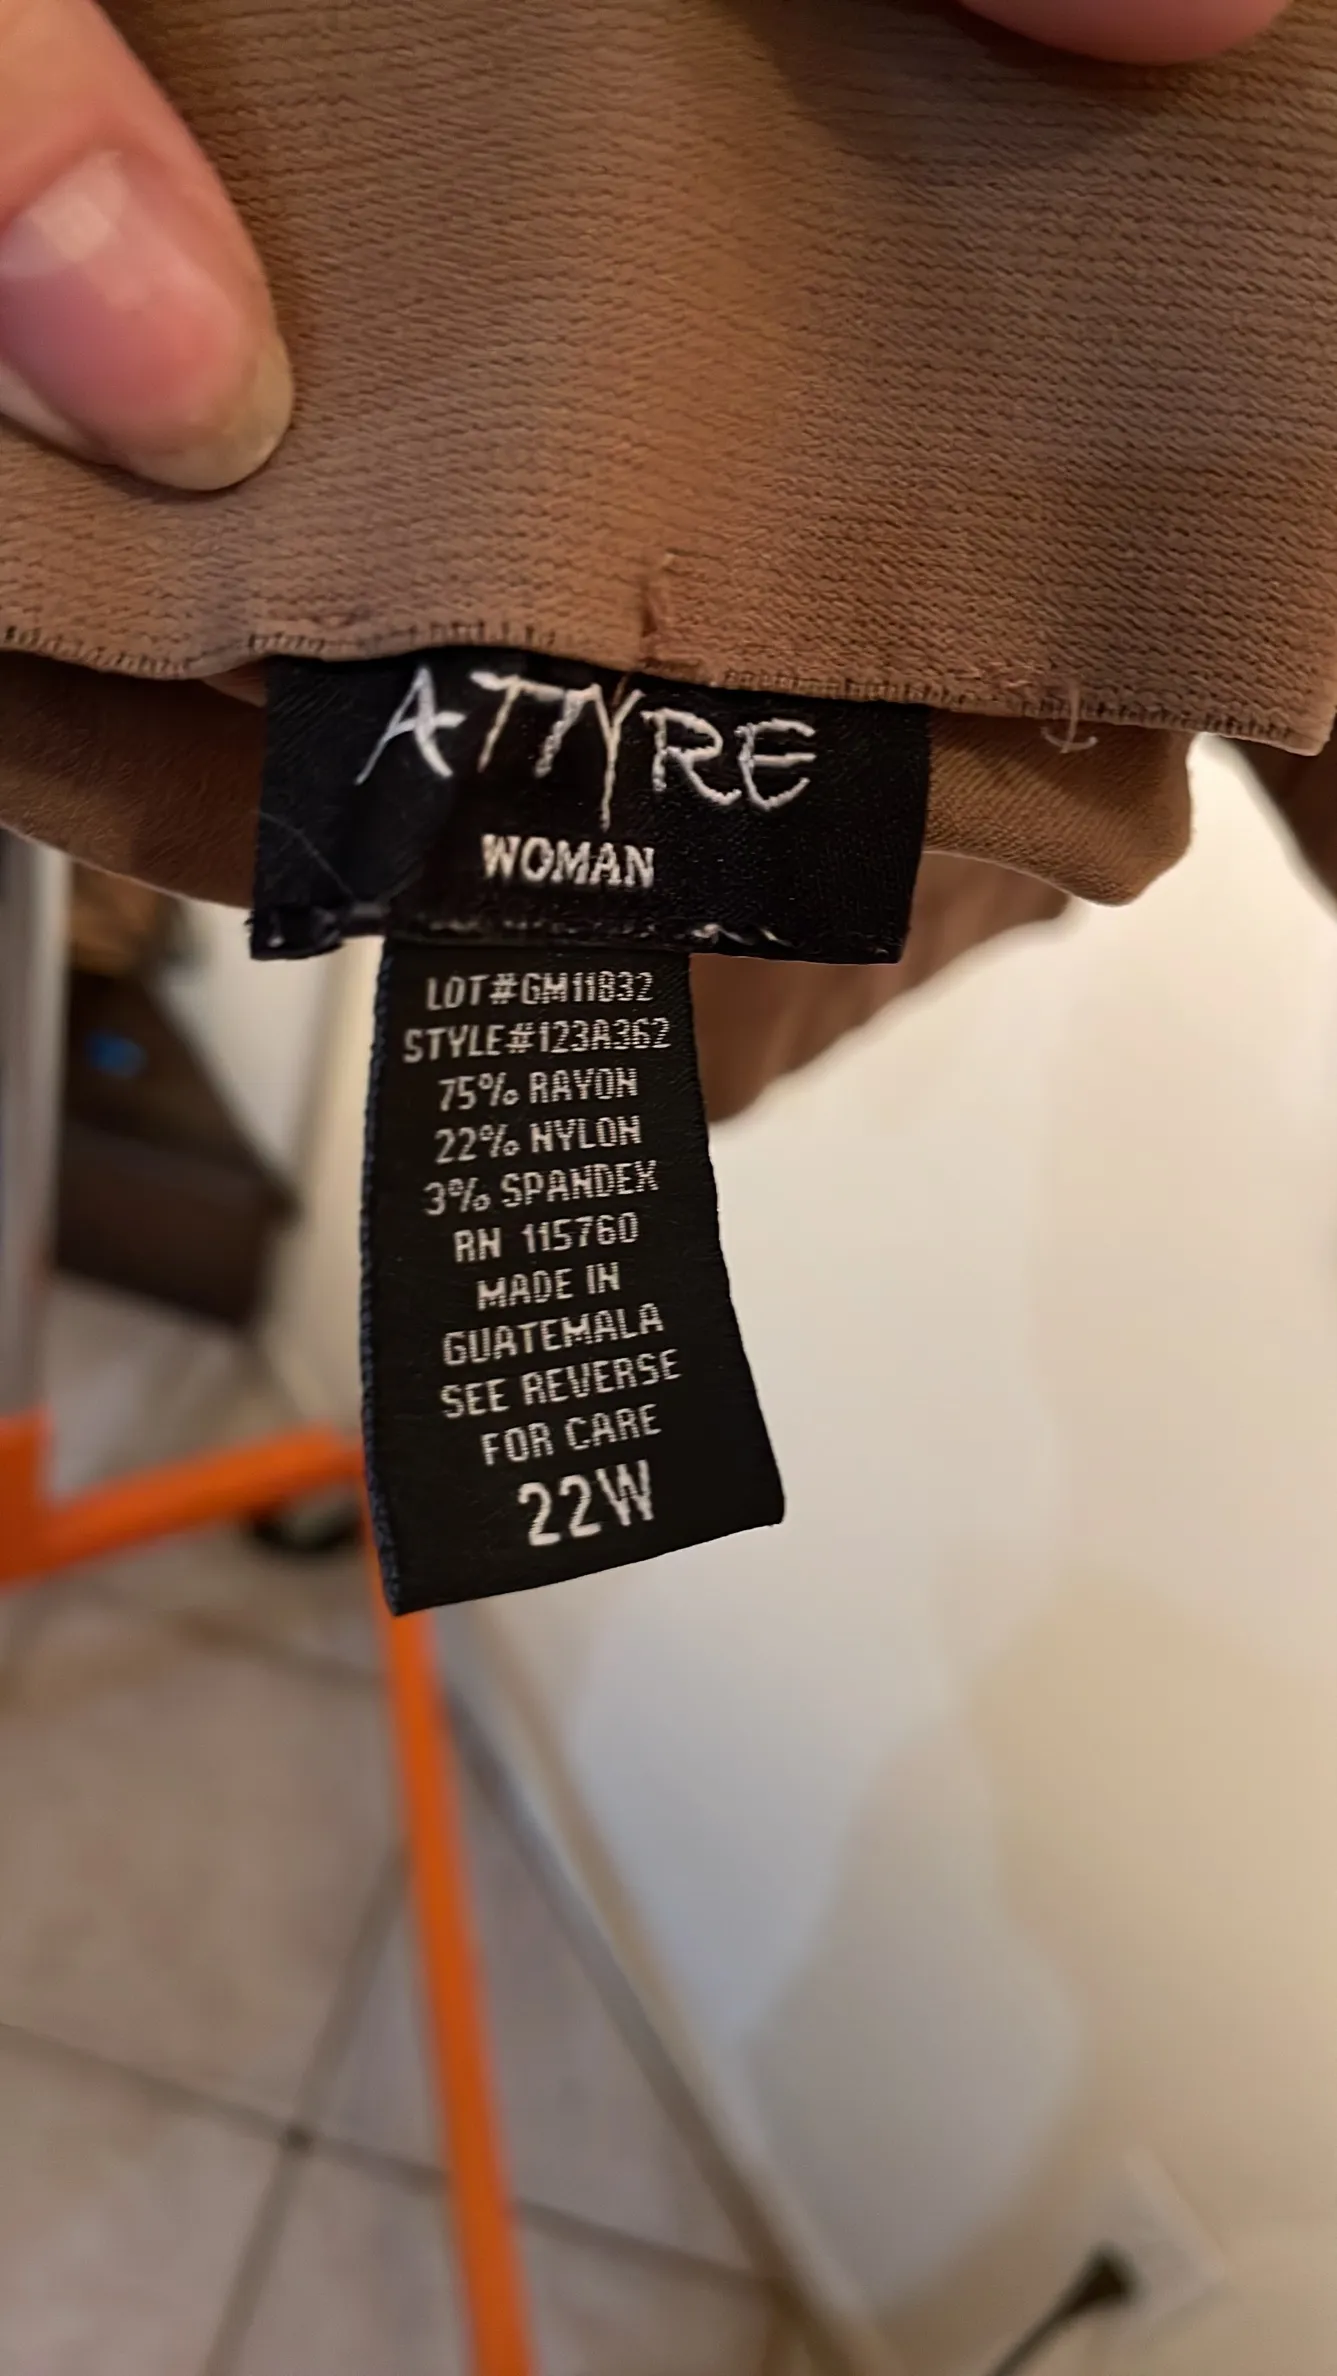 ATYRE
WOMAN
LOT#GM11832
STYLE#123A362
75% RAYON
22% NYLON
3% SPANDEX
RN 115760
MADE IN
GUATEMALA
SEE REVERSE
FOR CARE
22W